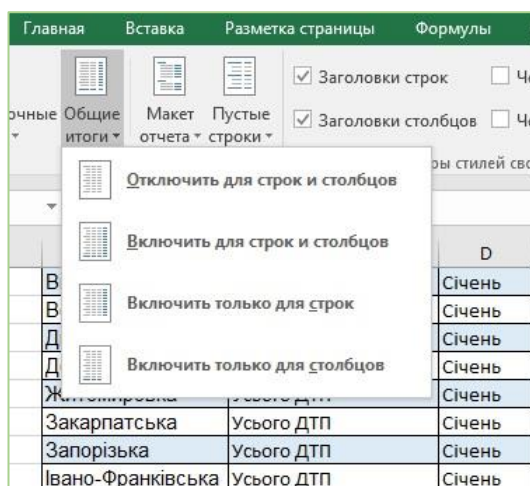 Главная Вставка Разметка страницы Формулы
Общие итоги
Макет отчета
Пустые строки
Заголовки строк
Заголовки столбцов
Отключить для строк и столбцов
Включить для строк и столбцов
Включить только для строк
Включить только для столбцов
D
Січень
Січень
Січень
Січень
Усього ДТП Січень
Закарпатська Усього ДТП Січень
Запорізька Усього ДТП Січень
Івано-Франківська Усього ДТП Січень